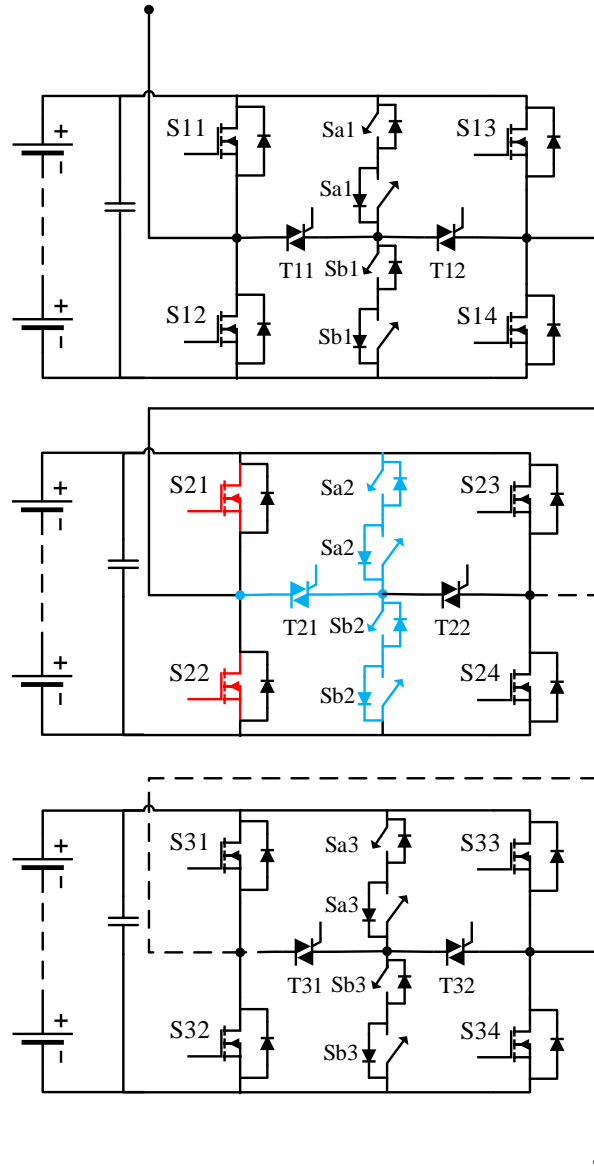 S11 Sa1 S13
+
Sa1
T11 Sb1 T12
S12 S14
+
Sb1
S21 Sa2 S23
+
Sa2
T21 Sb2 T22
S22 S24
+
Sb2
S31 Sa3 S33
+
Sa3
T31 Sb3 T32
S32 S34
+
Sb3